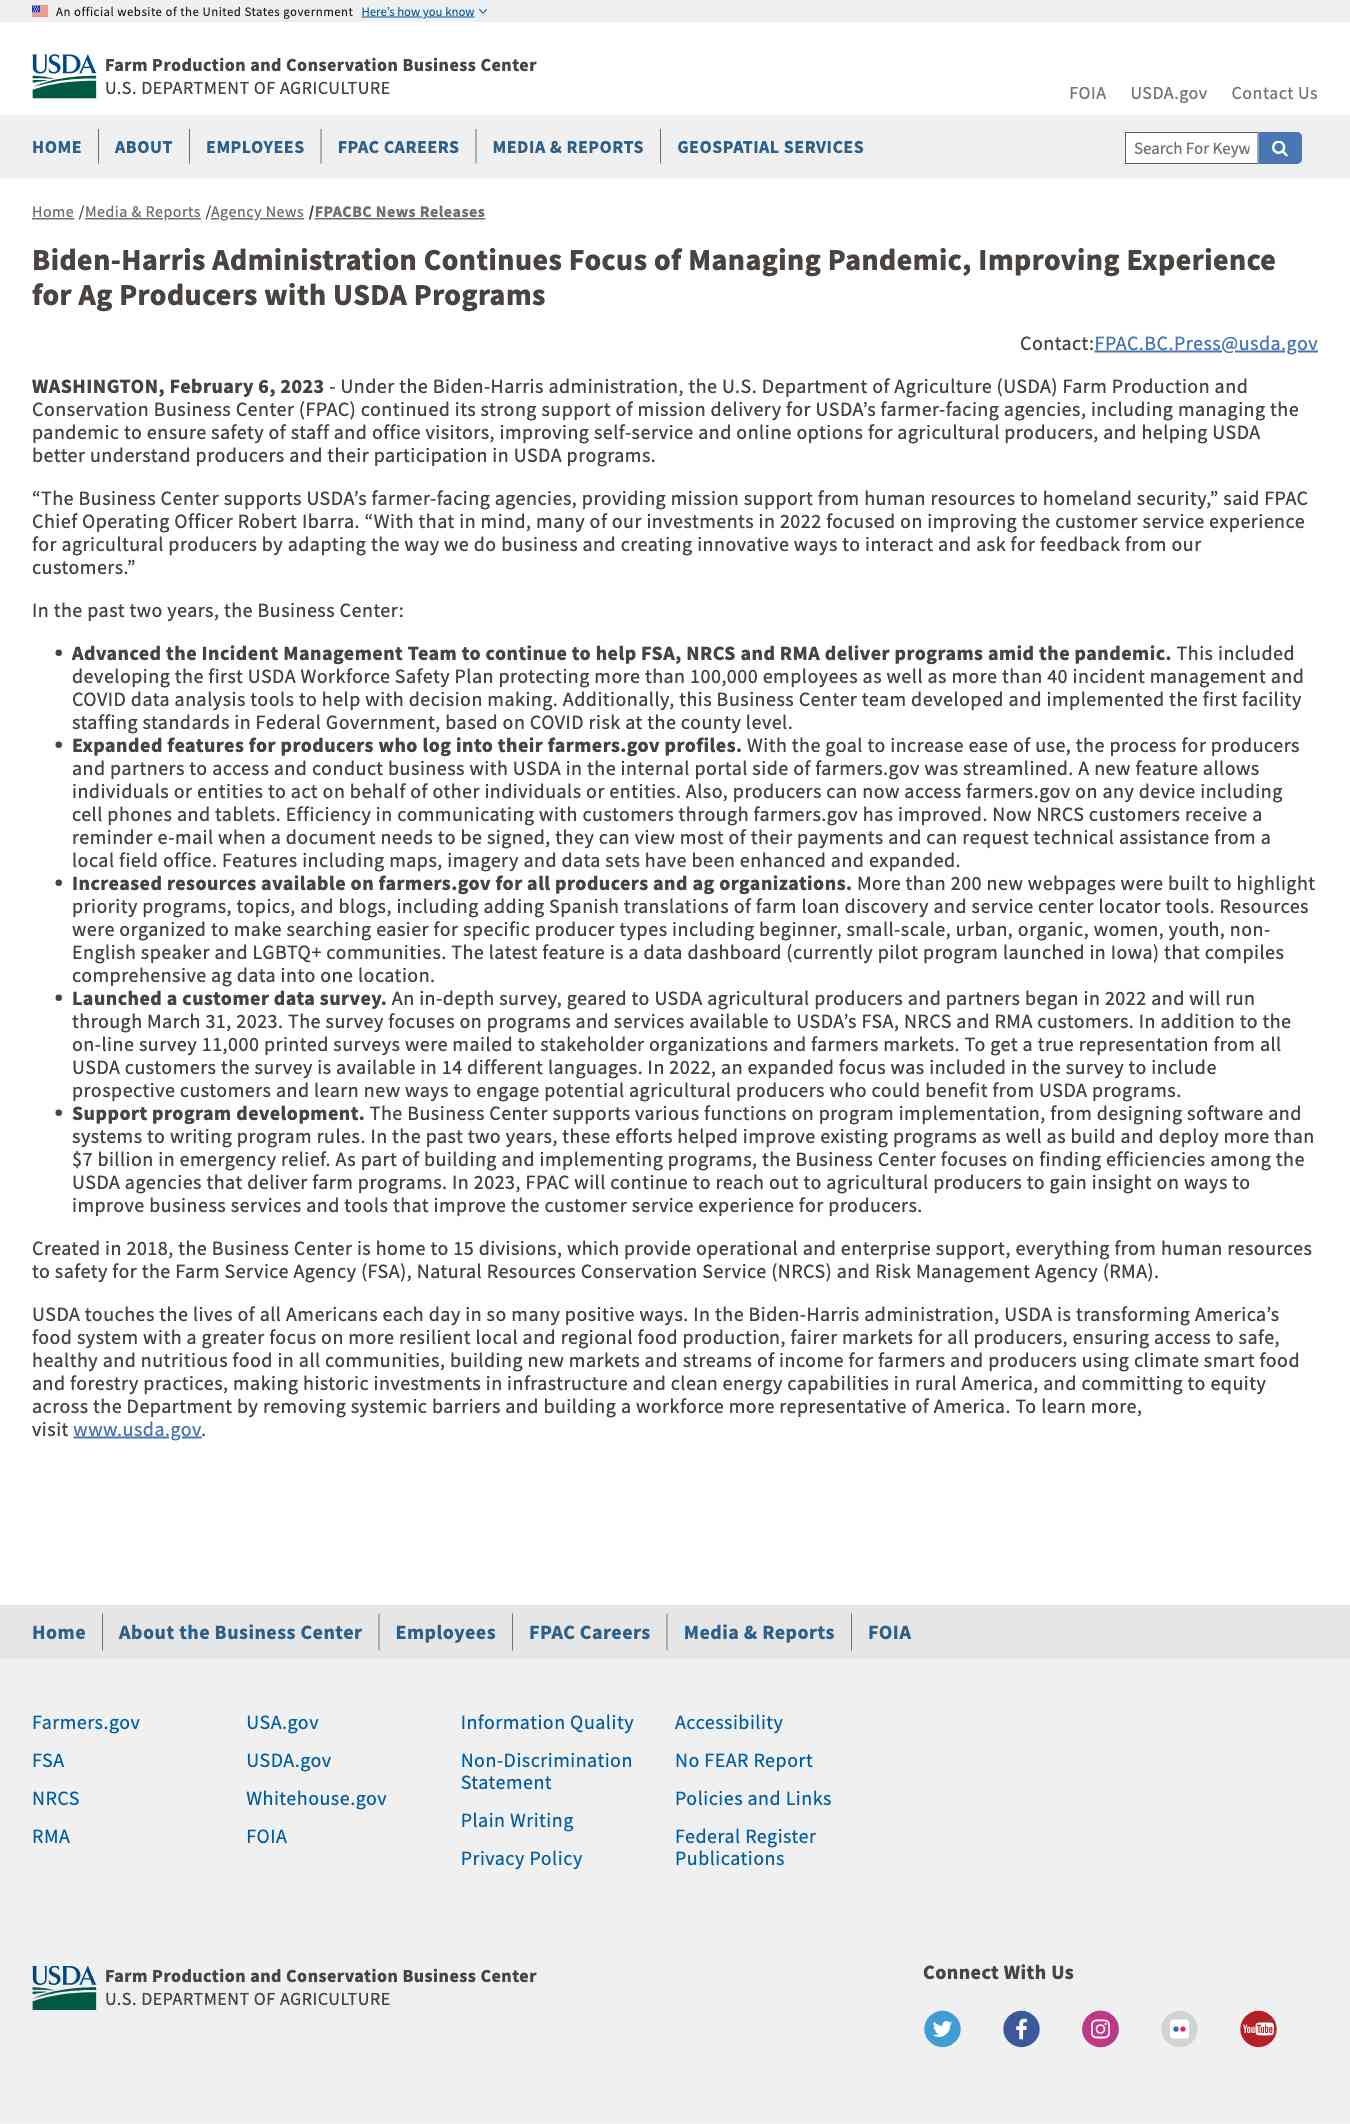 An official website of the United States government Here's how you know
USDA Farm Production and Conservation Business Center
U.S. DEPARTMENT OF AGRICULTURE
FOIA USDA.gov Contact Us
HOME ABOUT EMPLOYEES FPAC CAREERS MEDIA & REPORTS GEOSPATIAL SERVICES Search For Keyw
Home /Media & Reports /Agency News /FPACBC News Releases
Biden-Harris Administration Continues Focus of Managing Pandemic, Improving Experience
for Ag Producers with USDA Programs
Contact:FPAC.BC.Press@usda.gov
WASHINGTON, February 6, 2023 - Under the Biden-Harris administration, the U.S. Department of Agriculture (USDA) Farm Production and
Conservation Business Center (FPAC) continued its strong support of mission delivery for USDA’s farmer-facing agencies, including managing the
pandemic to ensure safety of staff and office visitors, improving self-service and online options for agricultural producers, and helping USDA
better understand producers and their participation in USDA programs.
“The Business Center supports USDA’s farmer-facing agencies, providing mission support from human resources to homeland security,” said FPAC
Chief Operating Officer Robert Ibarra. “With that in mind, many of our investments in 2022 focused on improving the customer service experience
for agricultural producers by adapting the way we do business and creating innovative ways to interact and ask for feedback from our
customers.”
In the past two years, the Business Center:
• Advanced the Incident Management Team to continue to help FSA, NRCS and RMA deliver programs amid the pandemic. This included
developing the first USDA Workforce Safety Plan protecting more than 100,000 employees as well as more than 40 incident management and
COVID data analysis tools to help with decision making. Additionally, this Business Center team developed and implemented the first facility
staffing standards in Federal Government, based on COVID risk at the county level.
• Expanded features for producers who log into their farmers.gov profiles. With the goal to increase ease of use, the process for producers
and partners to access and conduct business with USDA in the internal portal side of farmers.gov was streamlined. A new feature allows
individuals or entities to act on behalf of other individuals or entities. Also, producers can now access farmers.gov on any device including
cell phones and tablets. Efficiency in communicating with customers through farmers.gov has improved. Now NRCS customers receive a
reminder e-mail when a document needs to be signed, they can view most of their payments and can request technical assistance from a
local field office. Features including maps, imagery and data sets have been enhanced and expanded.
• Increased resources available on farmers.gov for all producers and ag organizations. More than 200 new webpages were built to highlight
priority programs, topics, and blogs, including adding Spanish translations of farm loan discovery and service center locator tools. Resources
were organized to make searching easier for specific producer types including beginner, small-scale, urban, organic, women, youth, non-
English speaker and LGBTQ+ communities. The latest feature is a data dashboard (currently pilot program launched in Iowa) that compiles
comprehensive ag data into one location.
• Launched a customer data survey. An in-depth survey, geared to USDA agricultural producers and partners began in 2022 and will run
through March 31, 2023. The survey focuses on programs and services available to USDA’s FSA, NRCS and RMA customers. In addition to the
on-line survey 11,000 printed surveys were mailed to stakeholder organizations and farmers markets. To get a true representation from all
USDA customers the survey is available in 14 different languages. In 2022, an expanded focus was included in the survey to include
prospective customers and learn new ways to engage potential agricultural producers who could benefit from USDA programs.
• Support program development. The Business Center supports various functions on program implementation, from designing software and
systems to writing program rules. In the past two years, these efforts helped improve existing programs as well as build and deploy more than
$7 billion in emergency relief. As part of building and implementing programs, the Business Center focuses on finding efficiencies among the
USDA agencies that deliver farm programs. In 2023, FPAC will continue to reach out to agricultural producers to gain insight on ways to
improve business services and tools that improve the customer service experience for producers.
Created in 2018, the Business Center is home to 15 divisions, which provide operational and enterprise support, everything from human resources
to safety for the Farm Service Agency (FSA), Natural Resources Conservation Service (NRCS) and Risk Management Agency (RMA).
USDA touches the lives of all Americans each day in so many positive ways. In the Biden-Harris administration, USDA is transforming America’s
food system with a greater focus on more resilient local and regional food production, fairer markets for all producers, ensuring access to safe,
healthy and nutritious food in all communities, building new markets and streams of income for farmers and producers using climate smart food
and forestry practices, making historic investments in infrastructure and clean energy capabilities in rural America, and committing to equity
across the Department by removing systemic barriers and building a workforce more representative of America. To learn more,
visit www.usda.gov.
Home About the Business Center Employees FPAC Careers Media & Reports FOIA
Farmers.gov
FSA
NRCS
RMA
USA.gov
USDA.gov
Whitehouse.gov
FOIA
Information Quality
Non-Discrimination
Statement
Plain Writing
Privacy Policy
Accessibility
No FEAR Report
Policies and Links
Federal Register
Publications
USDA Farm Production and Conservation Business Center
U.S. DEPARTMENT OF AGRICULTURE
Connect With Us
YouTube